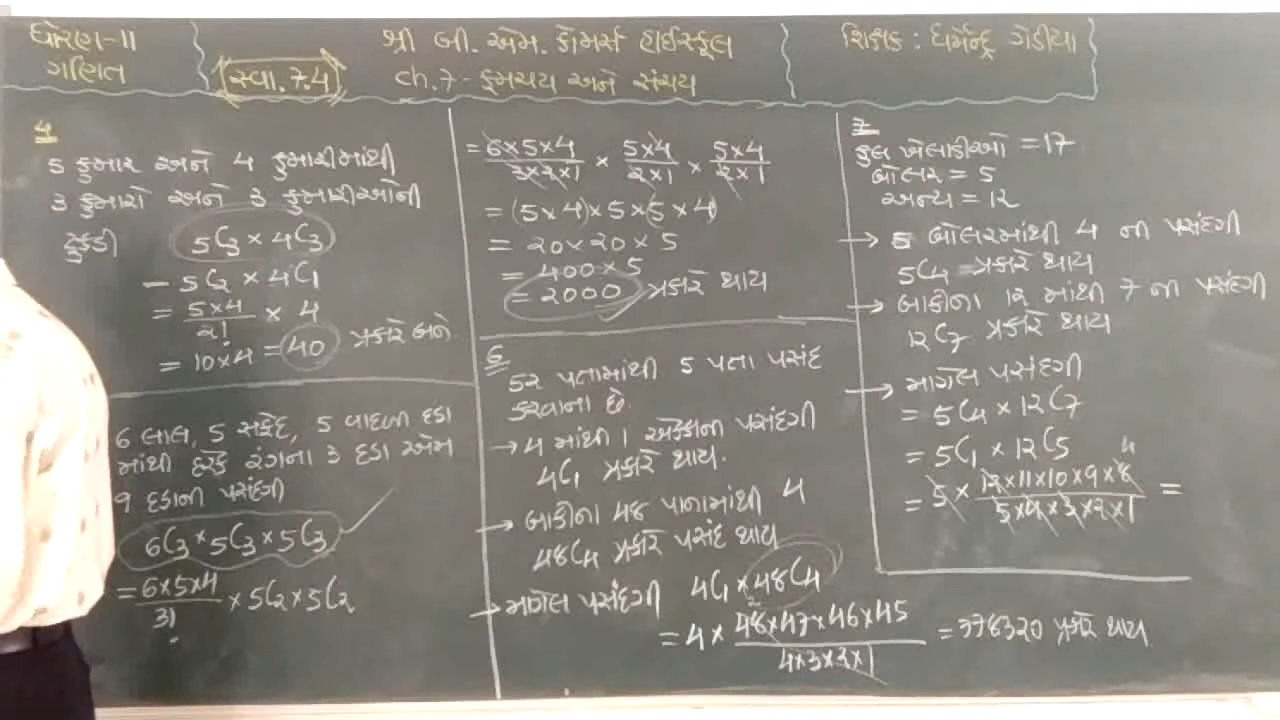 ધોરણ-11
ગણિત
સ્વા. 7.4
શ્રી બી. એમ. કોમર્સ હાઈસ્કૂલ
ch.7 - ક્રમચય અને સંચય
શિક્ષક : ધર્મેન્દ્ર ગેડીયા
4
5 કુમાર અને 4 કુમારીમાંથી
3 કુમારો અને 3 કુમારીઓની
ટુકડી 5C3 × 4C3
= 5C2 × 4C1
= 5×4 / 2! × 4
= 10×4 = 40 પ્રકારે બને
6 લાલ, 5 સફેદ, 5 વાદળી દડા
માંથી દરેક રંગના 3 દડા એમ
9 દડાની પસંદગી
6C3 × 5C3 × 5C3
= 6×5×4 / 3! × 5C2 × 5C2
= 6×5×4 / 3×2×1 × 5×4 / 2×1 × 5×4 / 2×1
= (5×4)×5×(5×4)
= 20×20×5
= 400×5
= 2000 પ્રકારે થાય
6
52 પતામાંથી 5 પતા પસંદ
કરવાના છે.
→ 4 માંથી 1 એક્કાની પસંદગી
4C1 પ્રકારે થાય.
→ બાકીના 48 પાનામાંથી 4
48C4 પ્રકારે પસંદ થાય
→ માગેલ પસંદગી 4C1 × 48C4
= 4 × 48×47×46×45 / 4×3×2×1 = 778320 પ્રકારે થાય
7
કુલ ખેલાડીઓ = 17
બોલર = 5
અન્ય = 12
→ 5 બોલરમાંથી 4 ની પસંદગી
5C4 પ્રકારે થાય
→ બાકીના 12 માંથી 7 ની પસંદગી
12C7 પ્રકારે થાય
→ માગેલ પસંદગી
= 5C4 × 12C7
= 5C1 × 12C5
= 5 × 12×11×10×9×8 / 5×4×3×2×1 =